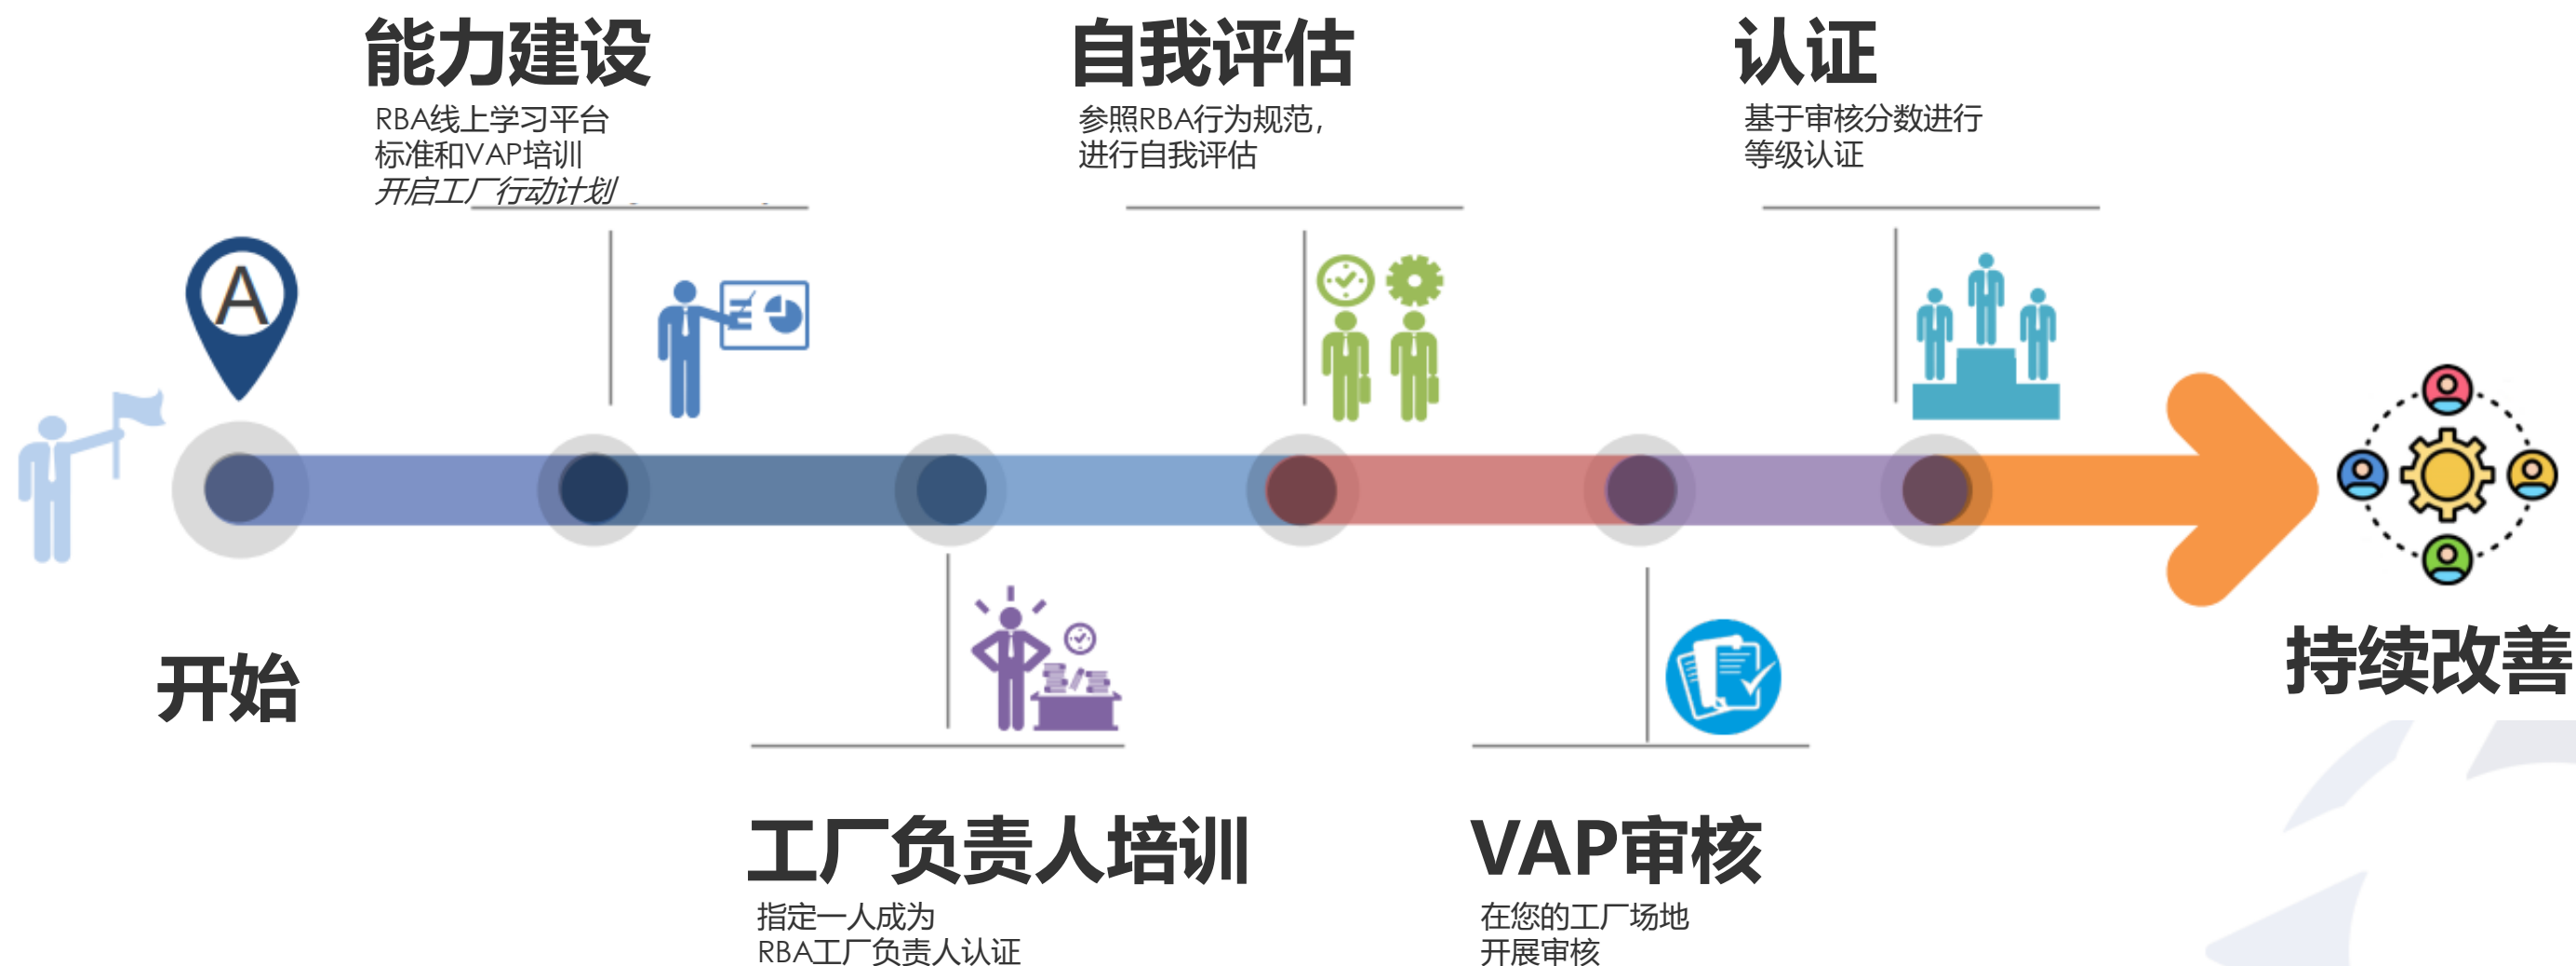 能力建设
RBA线上学习平台
标准和VAP培训
开启工厂行动计划
自我评估
参照RBA行为规范，
进行自我评估
认证
基于审核分数进行
等级认证
A
开始
持续改善
工厂负责人培训
指定一人成为
RBA工厂负责人认证
VAP审核
在您的工厂场地
开展审核